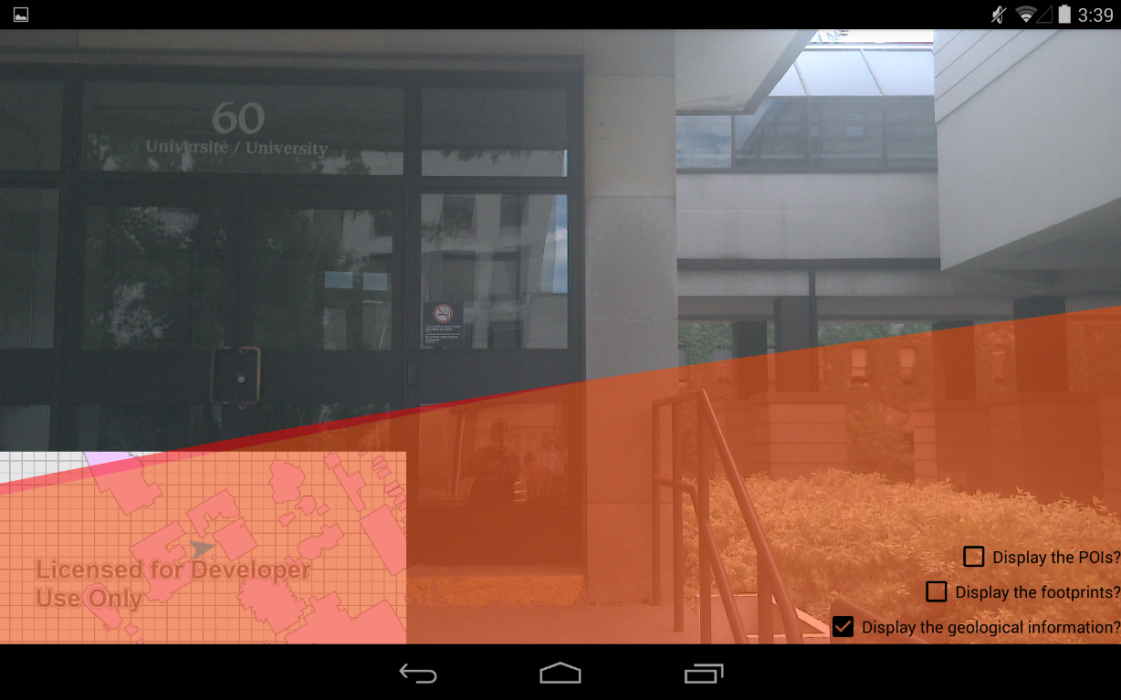 3:39
60
Université / University
Licensed for Developer
Use Only
Display the POIs?
Display the footprints?
Display the geological information?